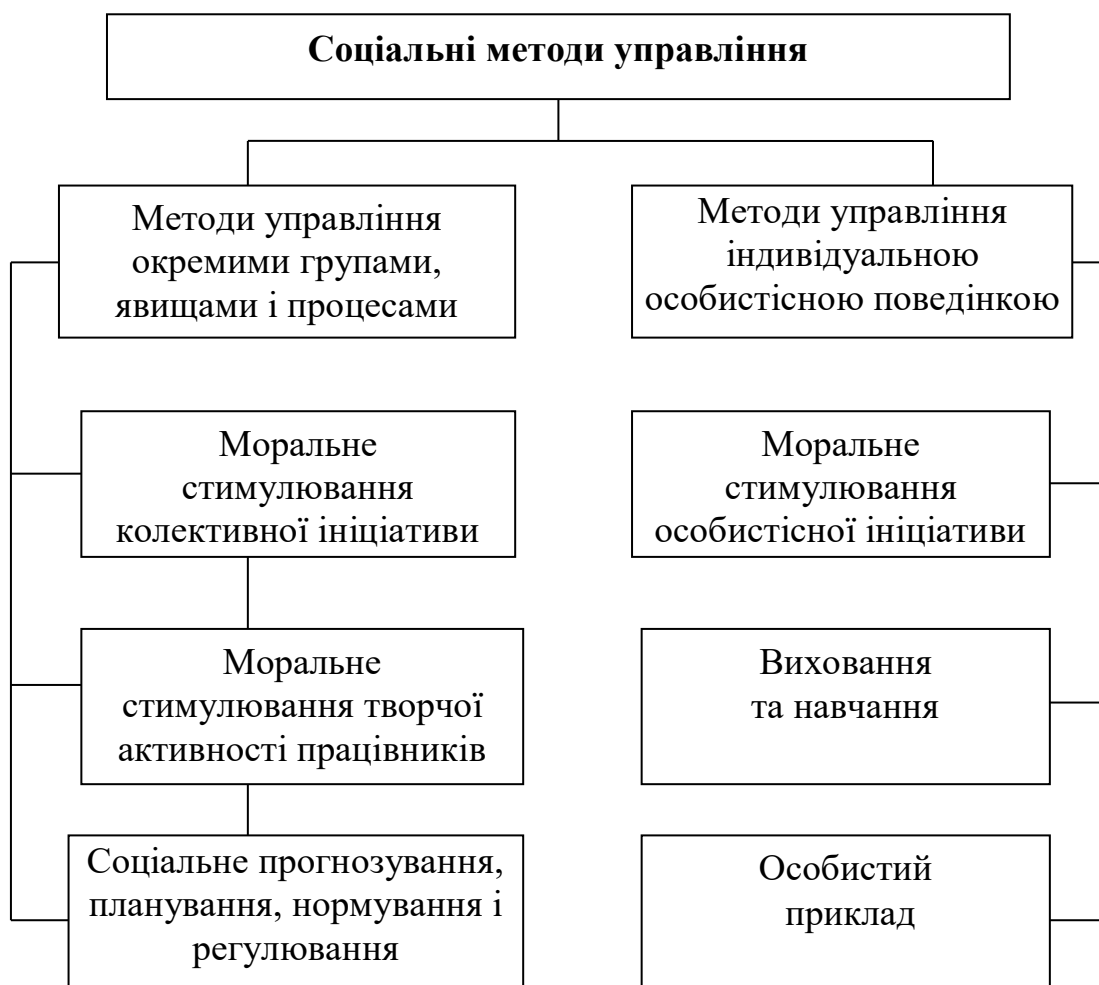 Соціальні методи управління
Методи управління
окремими групами,
явищами і процесами
Методи управління
індивідуальною
особистісною поведінкою
Моральне
стимулювання
колективної ініціативи
Моральне
стимулювання
особистісної ініціативи
Моральне
стимулювання творчої
активності працівників
Виховання
та навчання
Соціальне прогнозування,
планування, нормування і
регулювання
Особистий
приклад